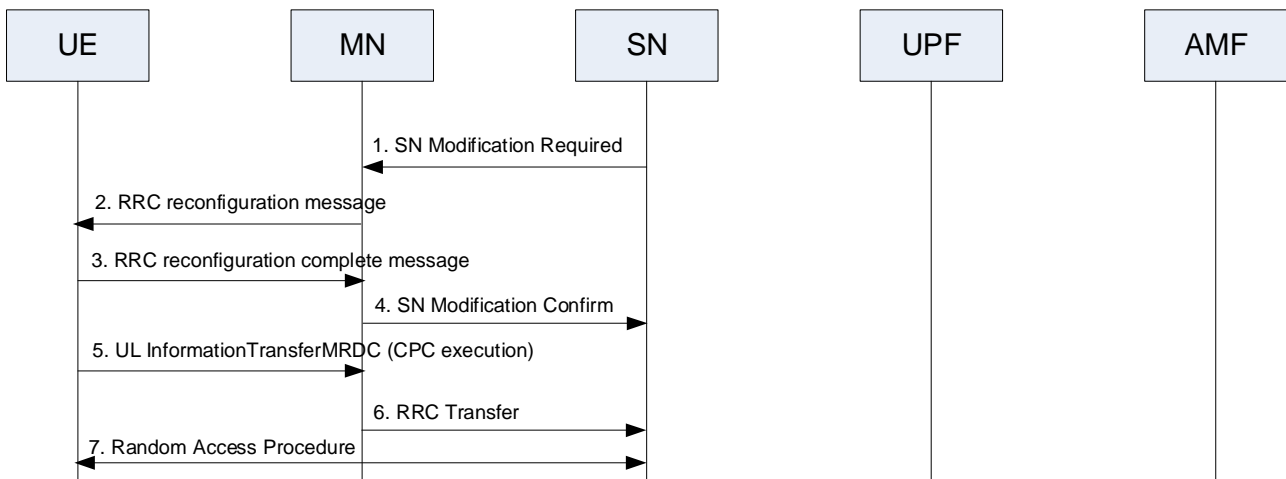 UE
MN
SN
UPF
AMF
1. SN Modification Required
2. RRC reconfiguration message
3. RRC reconfiguration complete message
4. SN Modification Confirm
5. UL InformationTransferMRDC (CPC execution)
6. RRC Transfer
7. Random Access Procedure